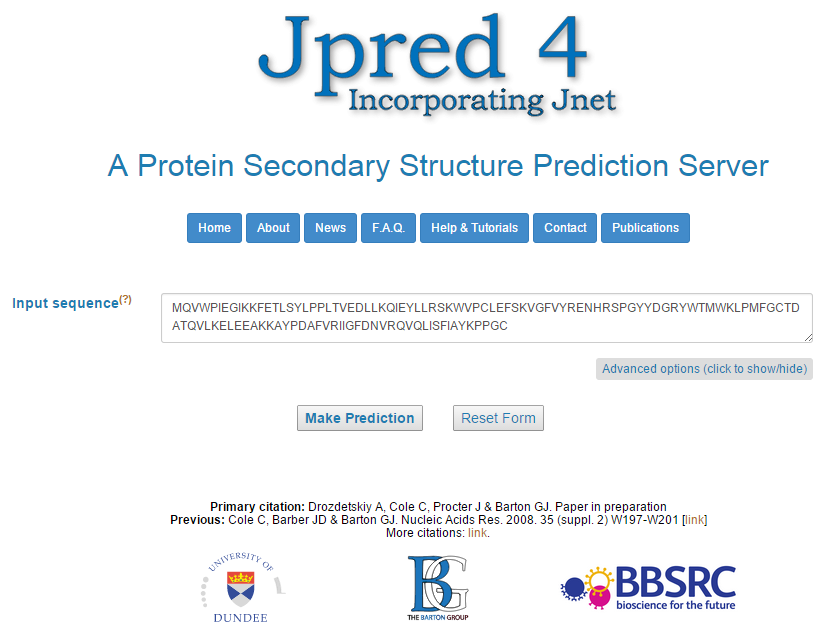 Jpred 4
Incorporating Jnet
A Protein Secondary Structure Prediction Server
Home About News F.A.Q. Help & Tutorials Contact Publications
Input sequence(?)
MQVWPIEGIKKFETLSYLPPLTVEDLLKQIEYLLRSKWVPCLEFSKVGFVYRENHRSPGYYDGRYWTMWKLPMFGCTD
ATQVLKELEEAKKAYPDAFVRIIGFDNVRQVQLISFIAYKPPGC
Advanced options (click to show/hide)
Make Prediction Reset Form
Primary citation: Drozdetskiy A, Cole C, Procter J & Barton GJ. Paper in preparation
Previous: Cole C, Barber JD & Barton GJ. Nucleic Acids Res. 2008. 35 (suppl. 2) W197-W201 [link]
More citations: link.
UNIVERSITY OF
DUNDEE
BG
THE BARTON GROUP
BBSRC
bioscience for the future